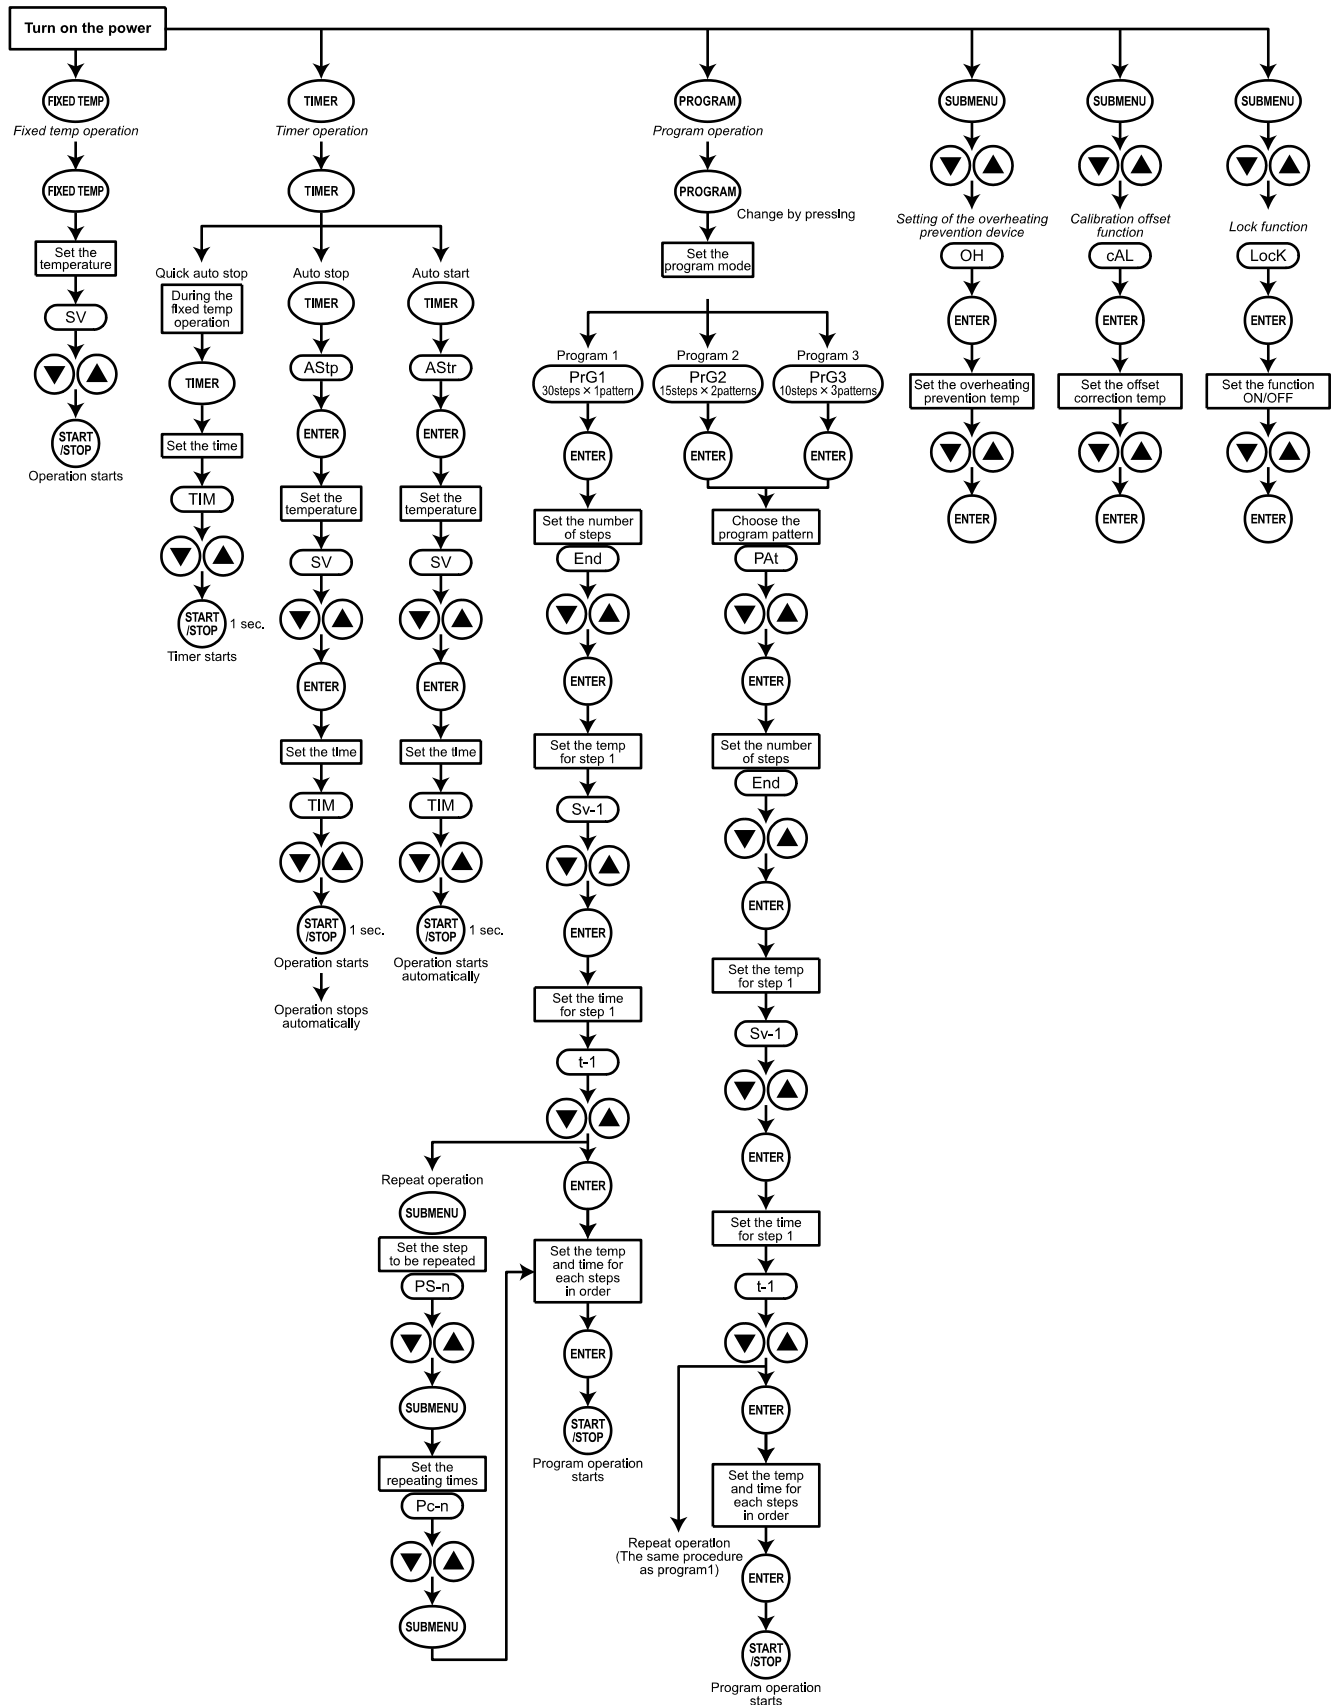 Turn on the power
FIXED TEMP
Fixed temp operation
FIXED TEMP
Set the
temperature
SV
START
/STOP
Operation starts
TIMER
Timer operation
TIMER
Quick auto stop
During the
fixed temp
operation
TIMER
Set the time
TIM
START
/STOP
1 sec.
Timer starts
Auto stop
TIMER
AStp
ENTER
Set the
temperature
SV
ENTER
Set the time
TIM
START
/STOP
1 sec.
Operation starts
Operation stops
automatically
Auto start
TIMER
AStr
ENTER
Set the
temperature
SV
ENTER
Set the time
TIM
START
/STOP
1 sec.
Operation starts
automatically
PROGRAM
Program operation
PROGRAM
Change by pressing
Set the
program mode
Program 1
PrG1
30steps × 1pattern
ENTER
Set the number
of steps
End
ENTER
Set the temp
for step 1
Sv-1
ENTER
Set the time
for step 1
t-1
Repeat operation
SUBMENU
Set the step
to be repeated
PS-n
SUBMENU
Set the
repeating times
Pc-n
SUBMENU
ENTER
Set the temp
and time for
each steps
in order
ENTER
START
/STOP
Program operation
starts
Program 2
PrG2
15steps × 2patterns
ENTER
Program 3
PrG3
10steps × 3patterns
ENTER
Choose the
program pattern
PAt
ENTER
Set the number
of steps
End
ENTER
Set the temp
for step 1
Sv-1
ENTER
Set the time
for step 1
t-1
Repeat operation
(The same procedure
as program1)
ENTER
Set the temp
and time for
each steps
in order
ENTER
START
/STOP
Program operation
starts
SUBMENU
Setting of the overheating
prevention device
OH
ENTER
Set the overheating
prevention temp
ENTER
SUBMENU
Calibration offset
function
cAL
ENTER
Set the offset
correction temp
ENTER
SUBMENU
Lock function
LocK
ENTER
Set the function
ON/OFF
ENTER